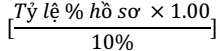 [Tỷ lệ % hồ sơ × 1.00
10%]